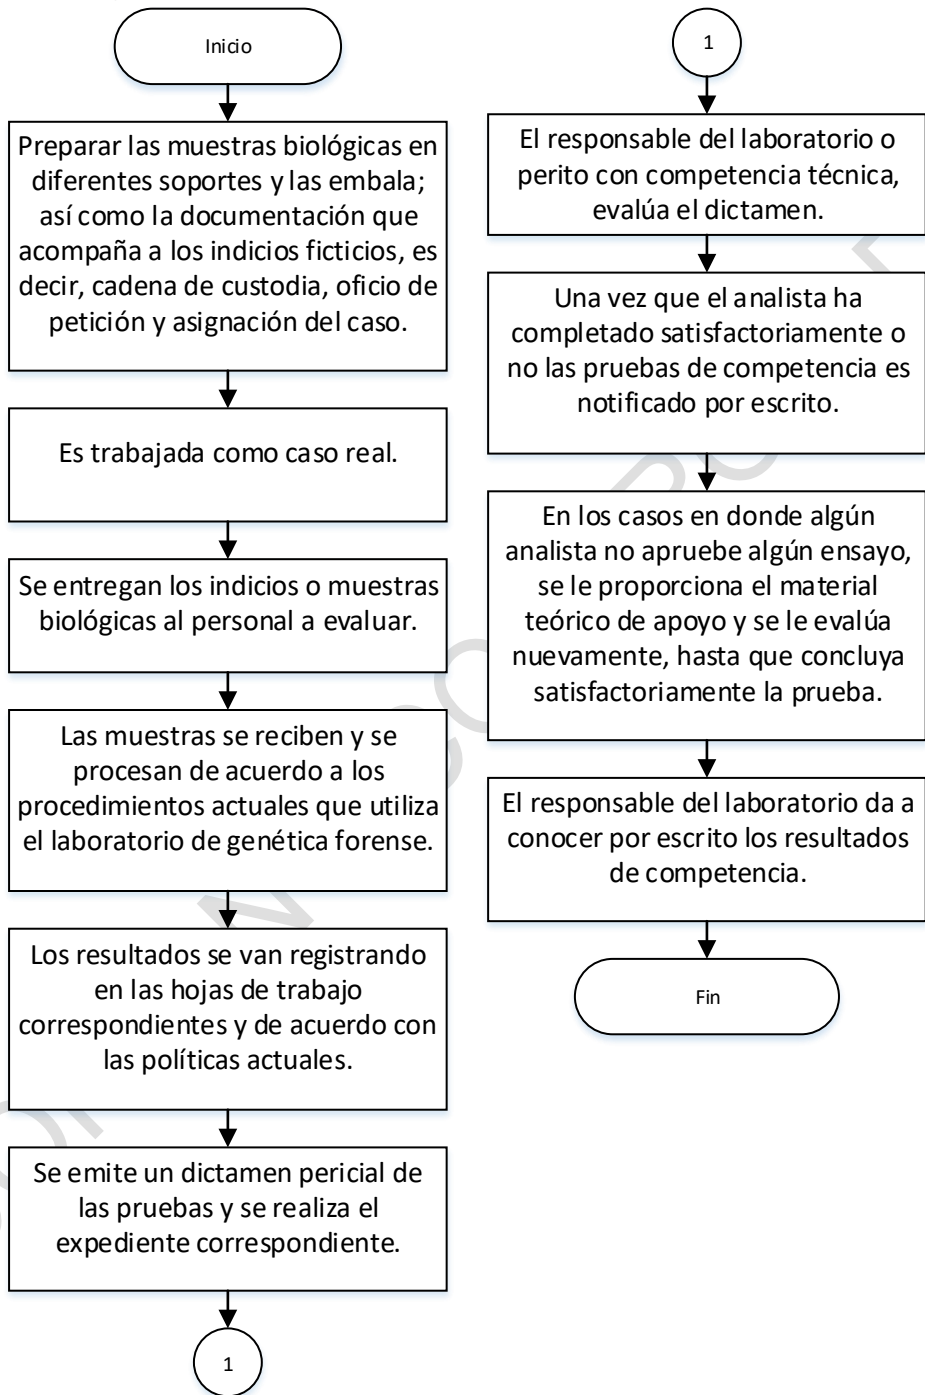 Inicio
Preparar las muestras biológicas en
diferentes soportes y las embala;
así como la documentación que
acompaña a los indicios ficticios, es
decir, cadena de custodia, oficio de
petición y asignación del caso.
Es trabajada como caso real.
Se entregan los indicios o muestras
biológicas al personal a evaluar.
Las muestras se reciben y se
procesan de acuerdo a los
procedimientos actuales que utiliza
el laboratorio de genética forense.
Los resultados se van registrando
en las hojas de trabajo
correspondientes y de acuerdo con
las políticas actuales.
Se emite un dictamen pericial de
las pruebas y se realiza el
expediente correspondiente.
1
1
El responsable del laboratorio o
perito con competencia técnica,
evalúa el dictamen.
Una vez que el analista ha
completado satisfactoriamente o
no las pruebas de competencia es
notificado por escrito.
En los casos en donde algún
analista no apruebe algún ensayo,
se le proporciona el material
teórico de apoyo y se le evalúa
nuevamente, hasta que concluya
satisfactoriamente la prueba.
El responsable del laboratorio da a
conocer por escrito los resultados
de competencia.
Fin